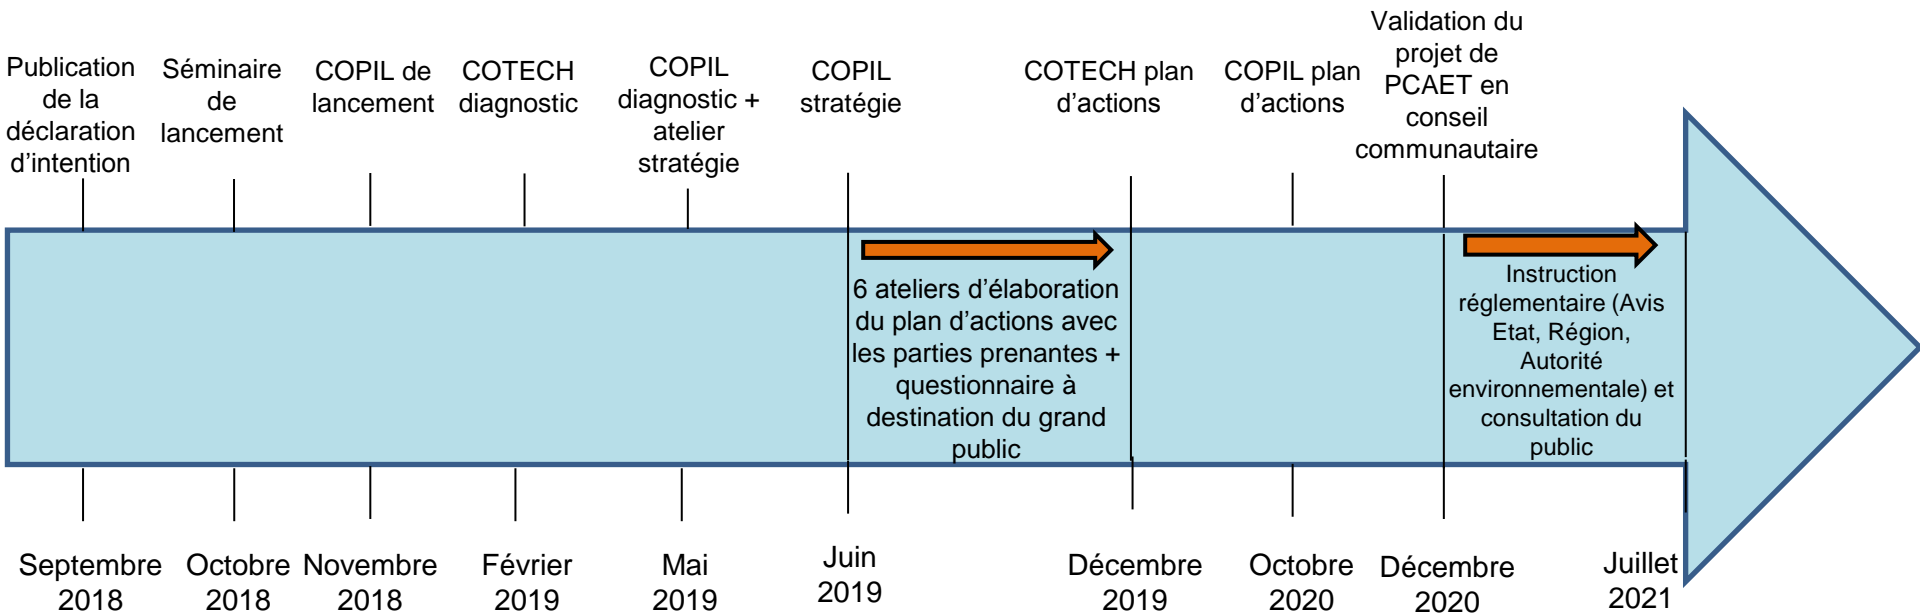 Publication
de la
déclaration
d’intention
Séminaire
de
lancement
COPIL de
lancement
COTECH
diagnostic
COPIL
diagnostic +
atelier
stratégie
COPIL
stratégie
COTECH plan
d’actions
COPIL plan
d’actions
Validation du
projet de
PCAET en
conseil
communautaire
6 ateliers d’élaboration
du plan d’actions avec
les parties prenantes +
questionnaire à
destination du grand
public
Instruction
réglementaire (Avis
Etat, Région,
Autorité
environnementale) et
consultation du
public
Septembre
2018
Octobre
2018
Novembre
2018
Février
2019
Mai
2019
Juin
2019
Décembre
2019
Octobre
2020
Décembre
2020
Juillet
2021